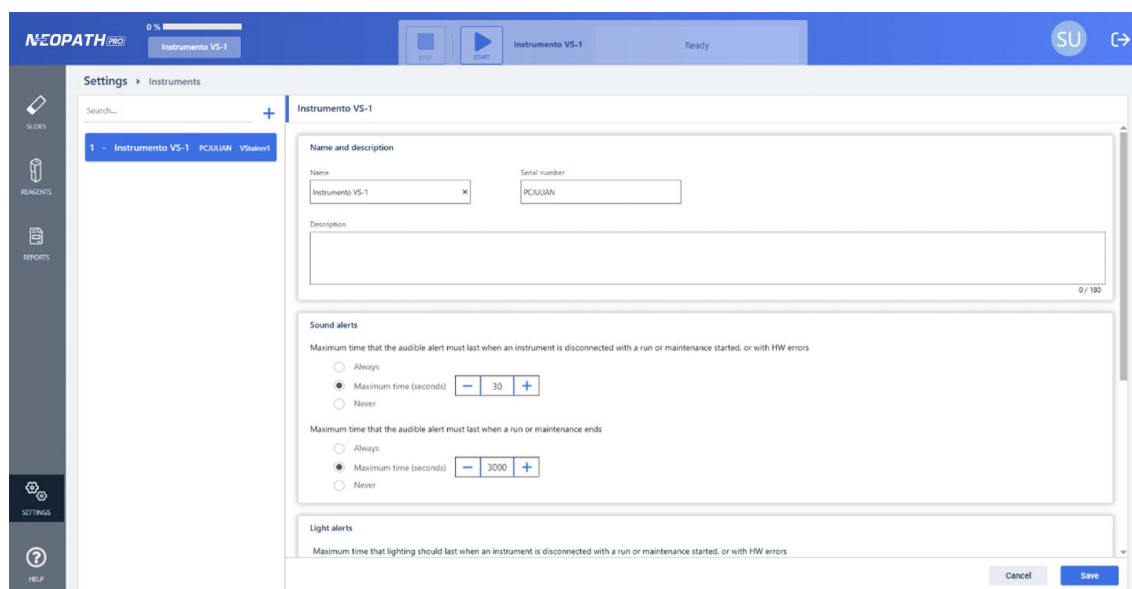 NEOPATH PRO
0 %
Instrumento VS-1
STOP
START
Instrumento VS-1
Ready
SU
Settings Instruments
SLIDES
REAGENTS
REPORTS
SETTINGS
HELP
Search...
+
1 - Instrumento VS-1 PCJULIAN VStainer1
Instrumento VS-1
Name and description
Name
Serial number
Instrumento VS-1 ×
PCJULIAN
Description
0 / 180
Sound alerts
Maximum time that the audible alert must last when an instrument is disconnected with a run or maintenance started, or with HW errors
Always
Maximum time (seconds) − 30 +
Never
Maximum time that the audible alert must last when a run or maintenance ends
Always
Maximum time (seconds) − 3000 +
Never
Light alerts
Maximum time that lighting should last when an instrument is disconnected with a run or maintenance started, or with HW errors
Cancel
Save